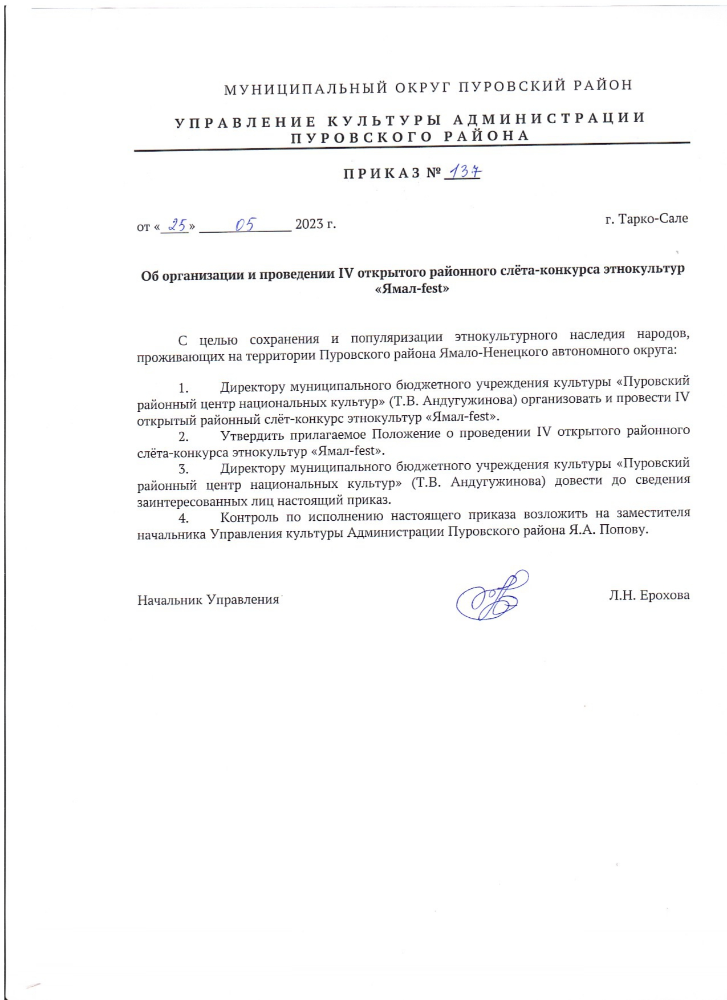 МУНИЦИПАЛЬНЫЙ ОКРУГ ПУРОВСКИЙ РАЙОН
УПРАВЛЕНИЕ КУЛЬТУРЫ АДМИНИСТРАЦИИ
ПУРОВСКОГО РАЙОНА
ПРИКАЗ № 137
от «25» 05 2023 г. г. Тарко-Сале
Об организации и проведении IV открытого районного слёта-конкурса этнокультур
«Ямал-fest»
С целью сохранения и популяризации этнокультурного наследия народов,
проживающих на территории Пуровского района Ямало-Ненецкого автономного округа:
1. Директору муниципального бюджетного учреждения культуры «Пуровский
районный центр национальных культур» (Т.В. Андугужинова) организовать и провести IV
открытый районный слёт-конкурс этнокультур «Ямал-fest».
2. Утвердить прилагаемое Положение о проведении IV открытого районного
слёта-конкурса этнокультур «Ямал-fest».
3. Директору муниципального бюджетного учреждения культуры «Пуровский
районный центр национальных культур» (Т.В. Андугужинова) довести до сведения
заинтересованных лиц настоящий приказ.
4. Контроль по исполнению настоящего приказа возложить на заместителя
начальника Управления культуры Администрации Пуровского района Я.А. Попову.
Начальник Управления Л.Н. Ерохова